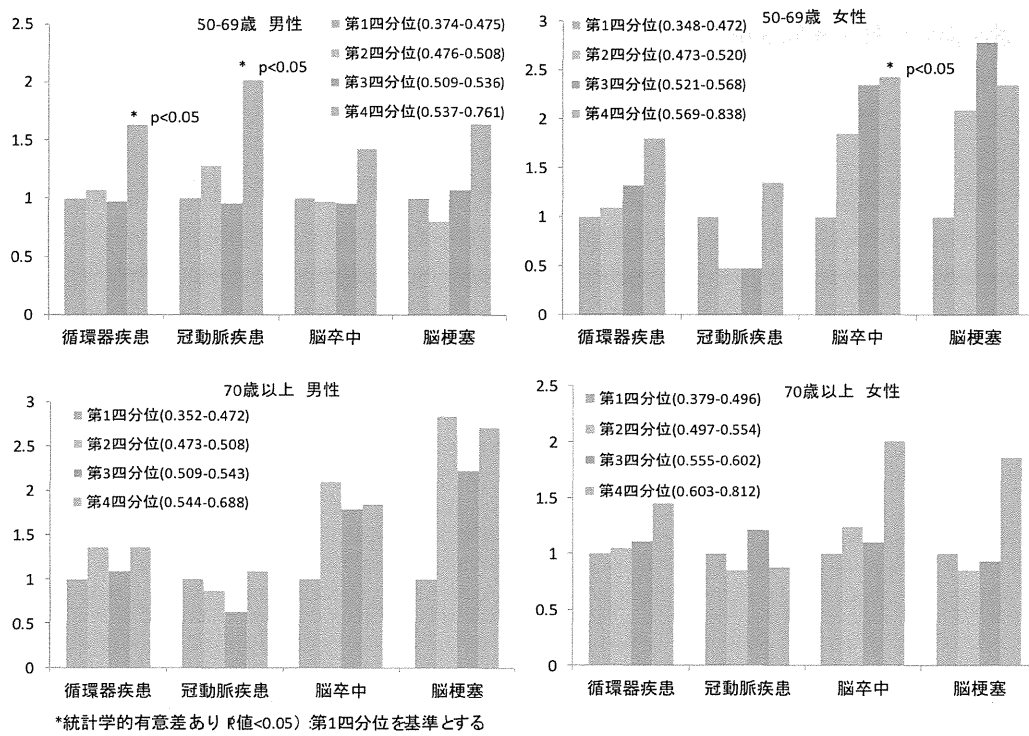 50-69歳 男性
第1四分位(0.374-0.475)
第2四分位(0.476-0.508)
第3四分位(0.509-0.536)
第4四分位(0.537-0.761)
* p<0.05
* p<0.05
2.5
2
1.5
1
0.5
0
循環器疾患 冠動脈疾患 脳卒中 脳梗塞
50-69歳 女性
第1四分位(0.348-0.472)
第2四分位(0.473-0.520)
第3四分位(0.521-0.568)
第4四分位(0.569-0.838)
* p<0.05
3
2.5
2
1.5
1
0.5
0
循環器疾患 冠動脈疾患 脳卒中 脳梗塞
70歳以上 男性
第1四分位(0.352-0.472)
第2四分位(0.473-0.508)
第3四分位(0.509-0.543)
第4四分位(0.544-0.688)
3
2.5
2
1.5
1
0.5
0
循環器疾患 冠動脈疾患 脳卒中 脳梗塞
70歳以上 女性
第1四分位(0.379-0.496)
第2四分位(0.497-0.554)
第3四分位(0.555-0.602)
第4四分位(0.603-0.812)
2.5
2
1.5
1
0.5
0
循環器疾患 冠動脈疾患 脳卒中 脳梗塞
*統計学的有意差あり (P値<0.05) :第1四分位を基準とする